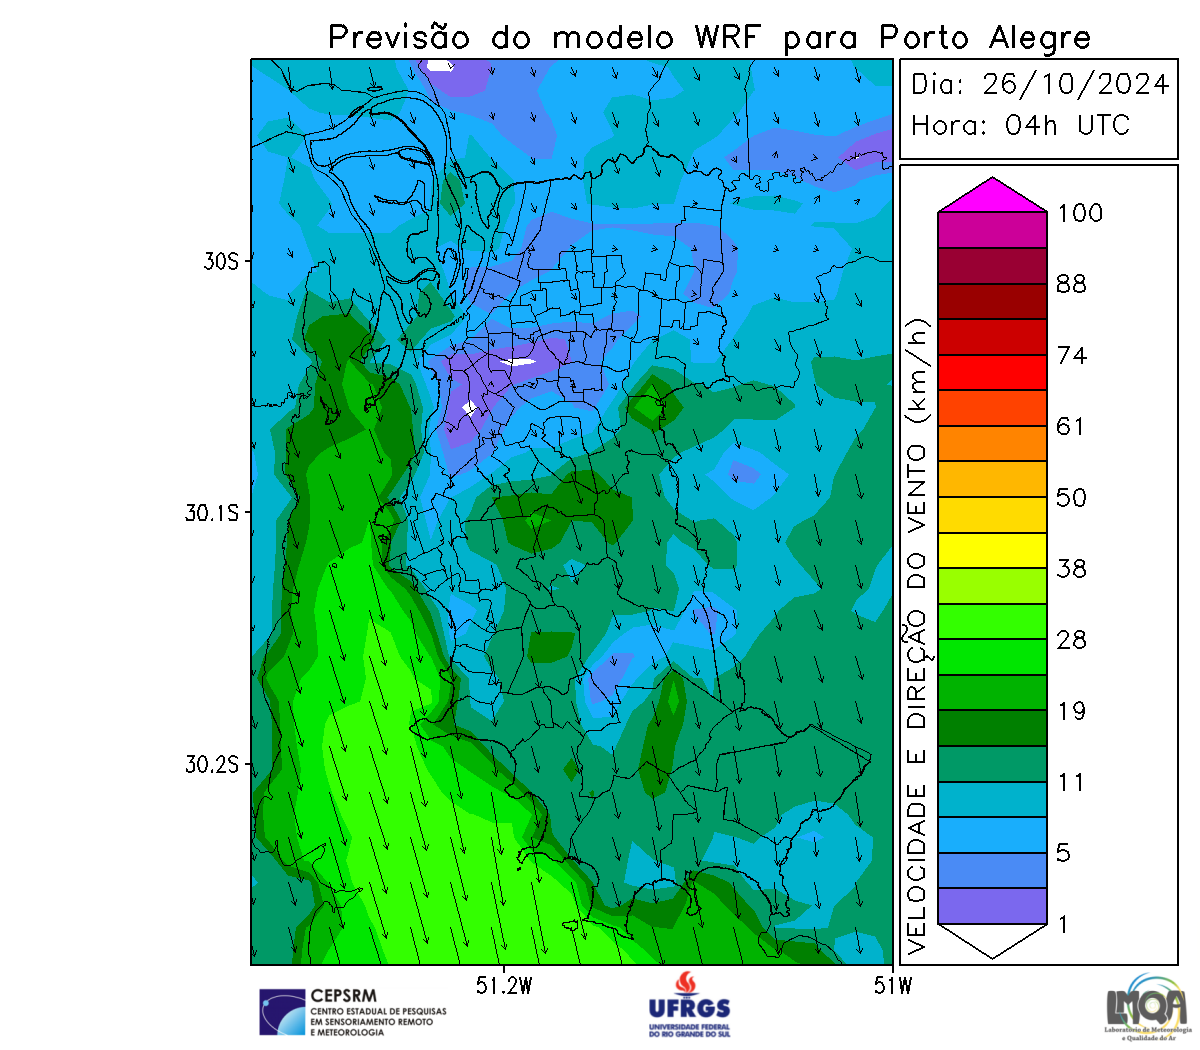 Previsão do modelo WRF para Porto Alegre
Dia: 26/10/2024
Hora: 04h UTC
30S
30.1S
30.2S
51.2W
51W
VELOCIDADE E DIREÇÃO DO VENTO (km/h)
100
88
74
61
50
38
28
19
11
5
1
CEPSRM
CENTRO ESTADUAL DE PESQUISAS
EM SENSORIAMENTO REMOTO
E METEOROLOGIA
UFRGS
UNIVERSIDADE FEDERAL
DO RIO GRANDE DO SUL
LMQA
Laboratório de Meteorologia
e Qualidade do Ar